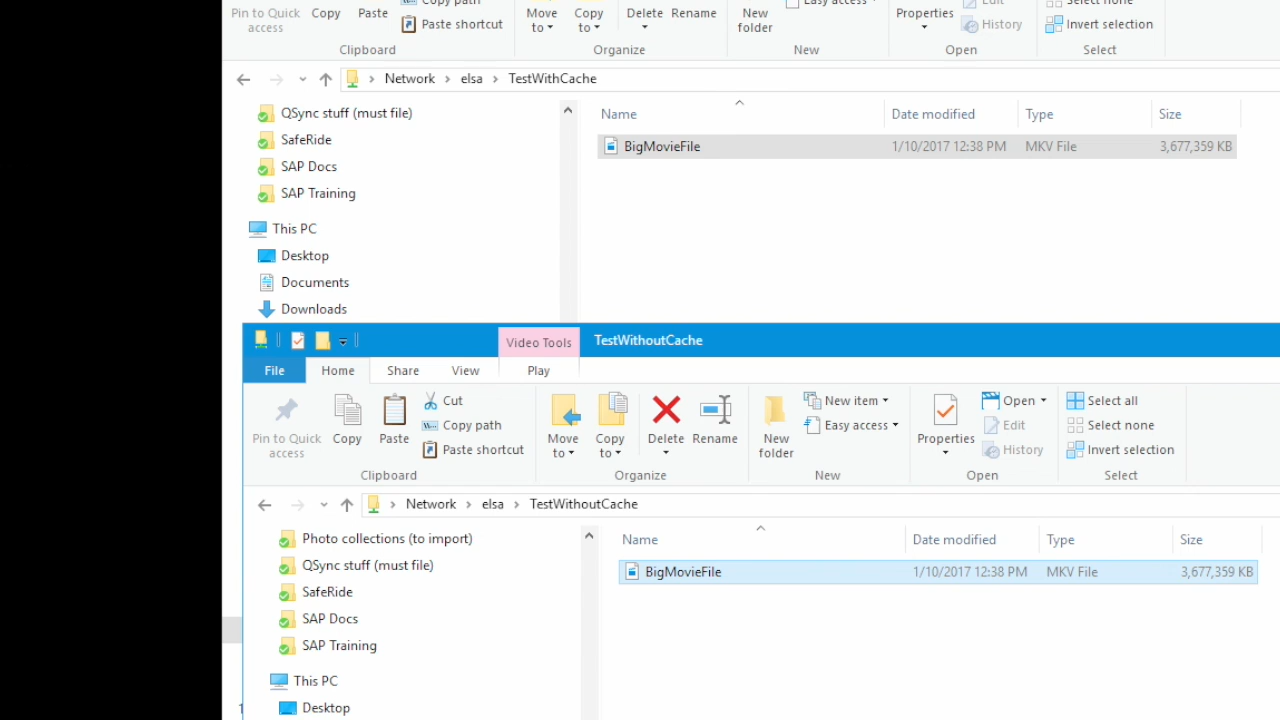 Copy path Easy access Edit Select none
Pin to Quick access Copy Paste Paste shortcut Move to Copy to Delete Rename New folder Properties History Invert selection
Clipboard Organize New Open Select
Network elsa TestWithCache
QSync stuff (must file) Name Date modified Type Size
SafeRide BigMovieFile 1/10/2017 12:38 PM MKV File 3,677,359 KB
SAP Docs
SAP Training
This PC
Desktop
Documents
Downloads
Video Tools TestWithoutCache
File Home Share View Play
Pin to Quick access Copy Paste Cut Copy path Paste shortcut Move to Copy to Delete Rename New folder New item Easy access Properties Open Edit History Select all Select none Invert selection
Clipboard Organize New Open Select
Network elsa TestWithoutCache
Photo collections (to import) Name Date modified Type Size
QSync stuff (must file) BigMovieFile 1/10/2017 12:38 PM MKV File 3,677,359 KB
SafeRide
SAP Docs
SAP Training
This PC
Desktop